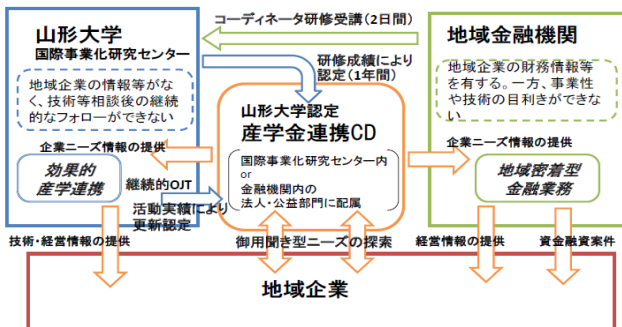 山形大学
国際事業化研究センター
地域企業の情報等がな
く、技術等相談後の継続
的なフォローができない
企業ニーズ情報の提供
効果的
産学連携
継続的OJT
活動実績により
更新認定
技術・経営情報の提供
コーディネータ研修受講(2日間)
研修成績により
認定(1年間)
山形大学認定
産学金連携CD
国際事業化研究センター内
or
金融機関内の
法人・公益部門に配属
御用聞き型ニーズの探索
地域金融機関
地域企業の財務情報等
を有する。一方、事業性
や技術の目利きができな
い
企業ニーズ情報の提供
地域密着型
金融業務
経営情報の提供
資金融資案件
地域企業